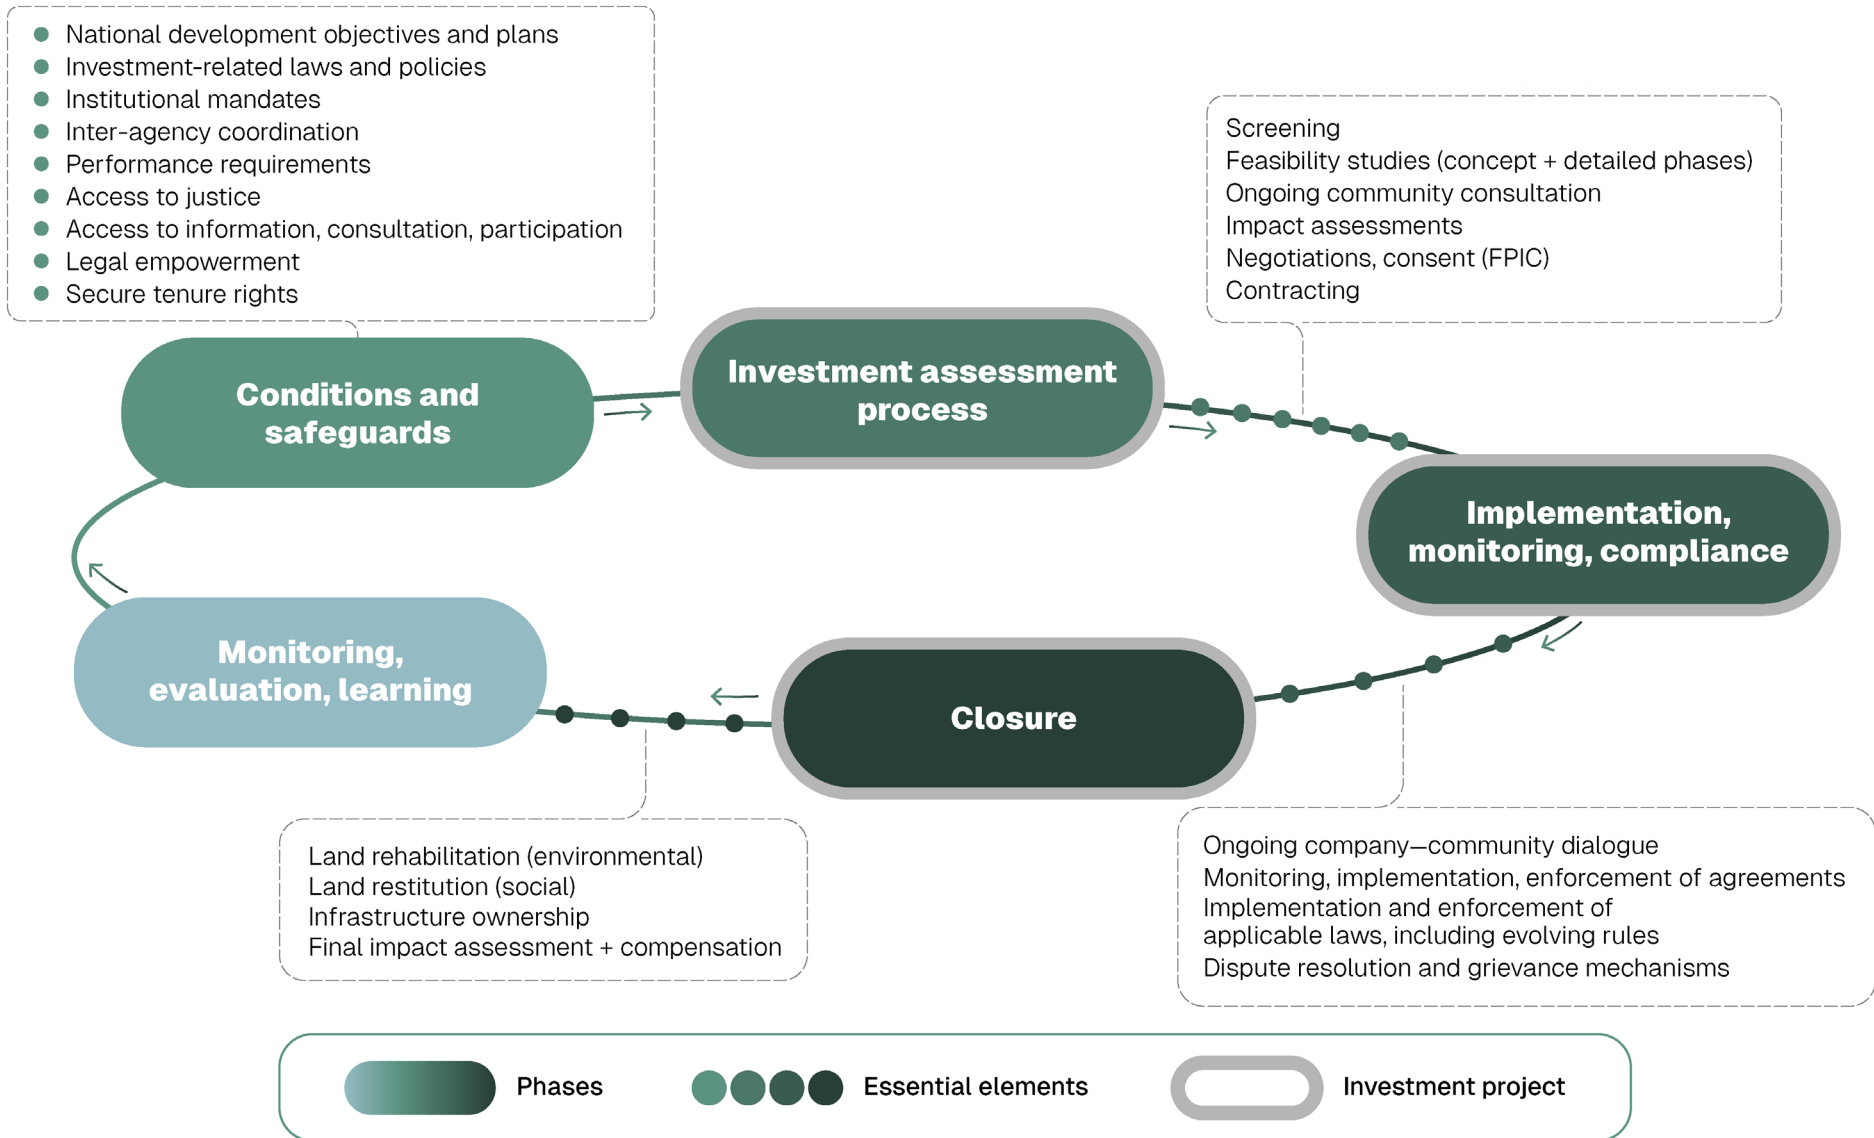 National development objectives and plans
Investment-related laws and policies
Institutional mandates
Inter-agency coordination
Performance requirements
Access to justice
Access to information, consultation, participation
Legal empowerment
Secure tenure rights
Screening
Feasibility studies (concept + detailed phases)
Ongoing community consultation
Impact assessments
Negotiations, consent (FPIC)
Contracting
Conditions and
safeguards
Investment assessment
process
Implementation,
monitoring, compliance
Monitoring,
evaluation, learning
Closure
Land rehabilitation (environmental)
Land restitution (social)
Infrastructure ownership
Final impact assessment + compensation
Ongoing company—community dialogue
Monitoring, implementation, enforcement of agreements
Implementation and enforcement of
applicable laws, including evolving rules
Dispute resolution and grievance mechanisms
Phases
Essential elements
Investment project